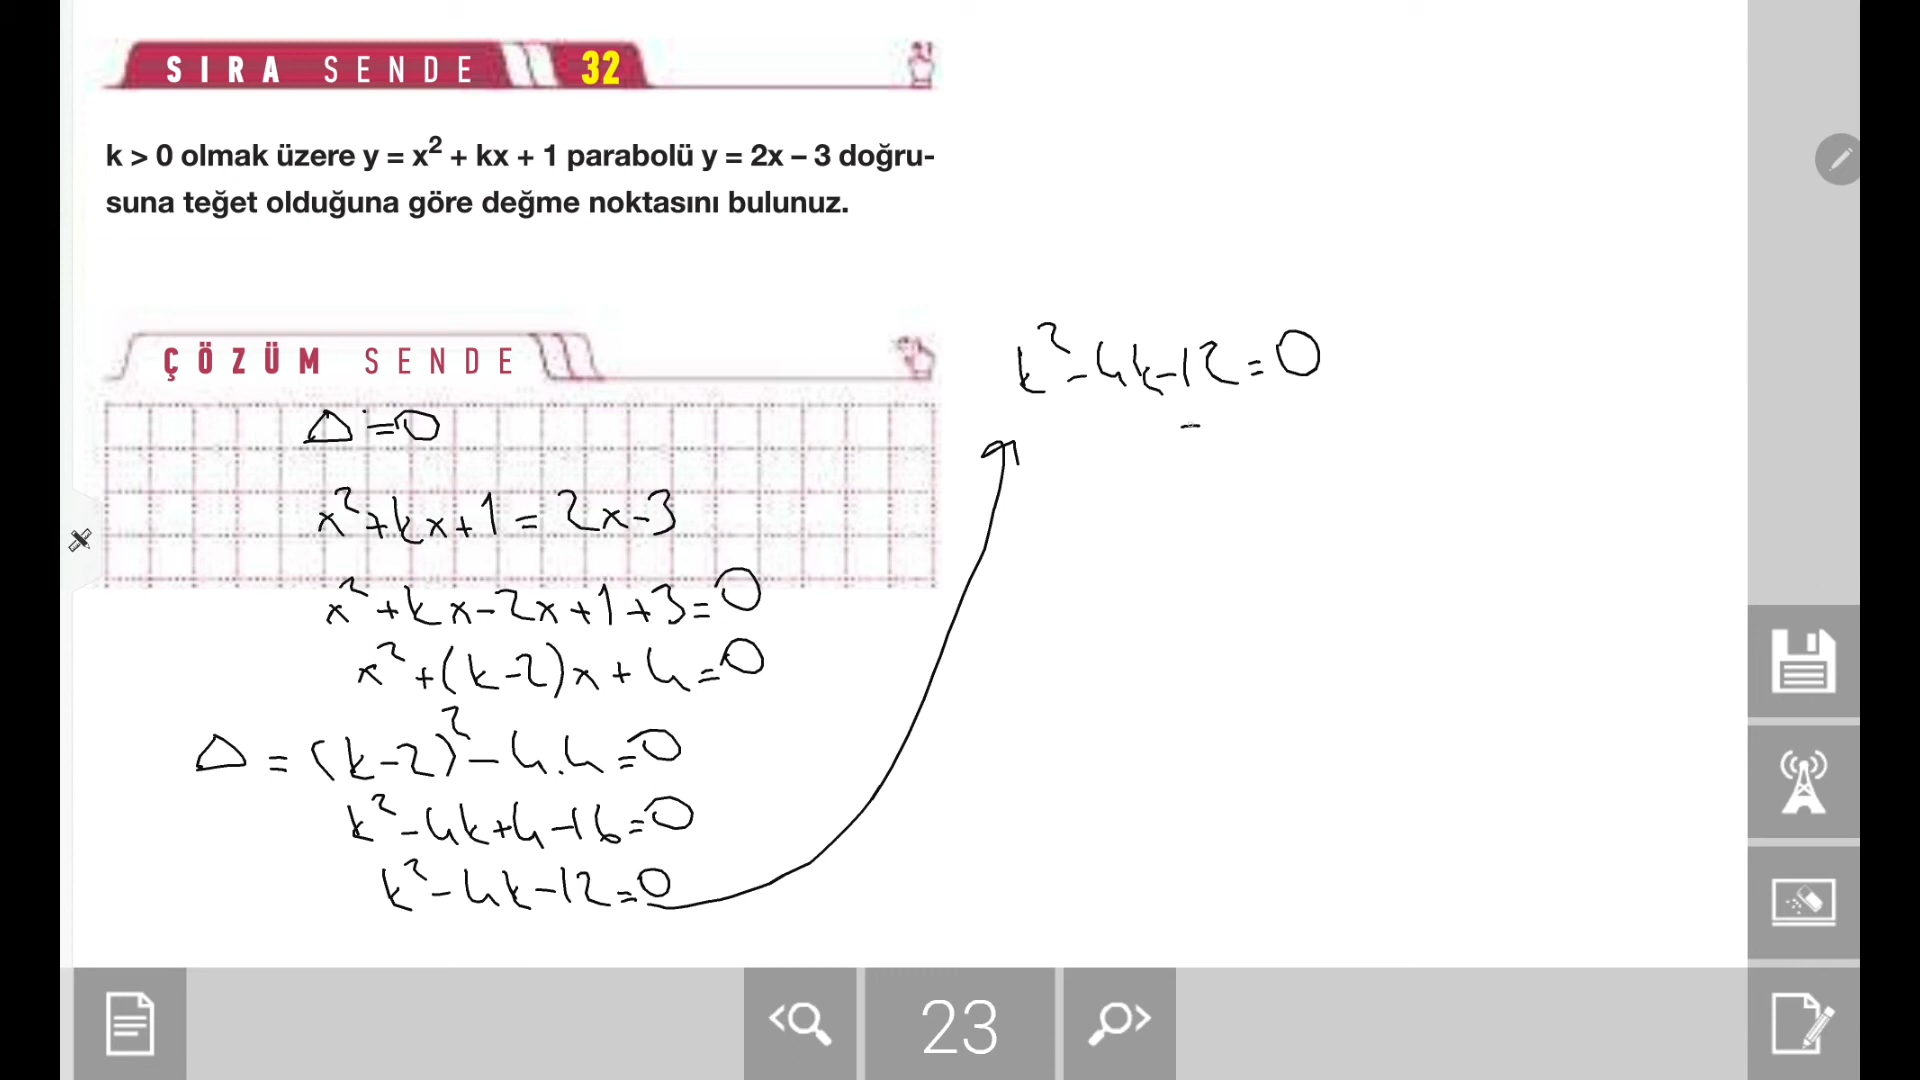 SIRA SENDE 32
k > 0 olmak üzere y = x² + kx + 1 parabolü y = 2x – 3 doğru-
suna teğet olduğuna göre değme noktasını bulunuz.
ÇÖZÜM SENDE
Δ = 0
x² + kx + 1 = 2x - 3
x² + kx - 2x + 1 + 3 = 0
x² + (k - 2)x + 4 = 0
Δ = (k - 2)² - 4.4 = 0
k² - 4k + 4 - 16 = 0
k² - 4k - 12 = 0
k² - 4k - 12 = 0
-
23